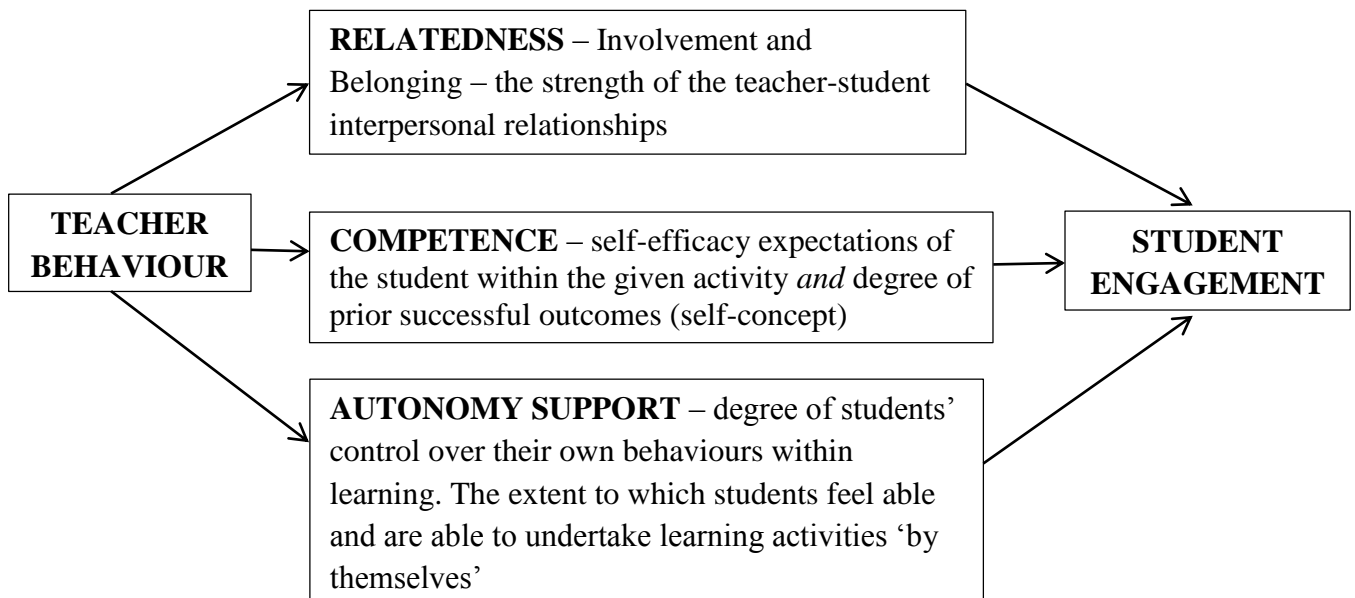 RELATEDNESS – Involvement and
Belonging – the strength of the teacher-student
interpersonal relationships
TEACHER
BEHAVIOUR
COMPETENCE – self-efficacy expectations of
the student within the given activity and degree of
prior successful outcomes (self-concept)
STUDENT
ENGAGEMENT
AUTONOMY SUPPORT – degree of students’
control over their own behaviours within
learning. The extent to which students feel able
and are able to undertake learning activities ‘by
themselves’